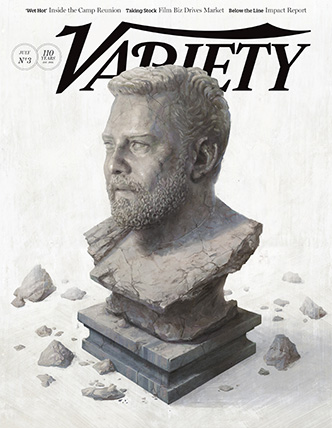 'Wet Hot' Inside the Camp Reunion Taking Stock Film Biz Drives Market Below the Line Impact Report
VARIETY
JULY
Nº3
110
YEARS